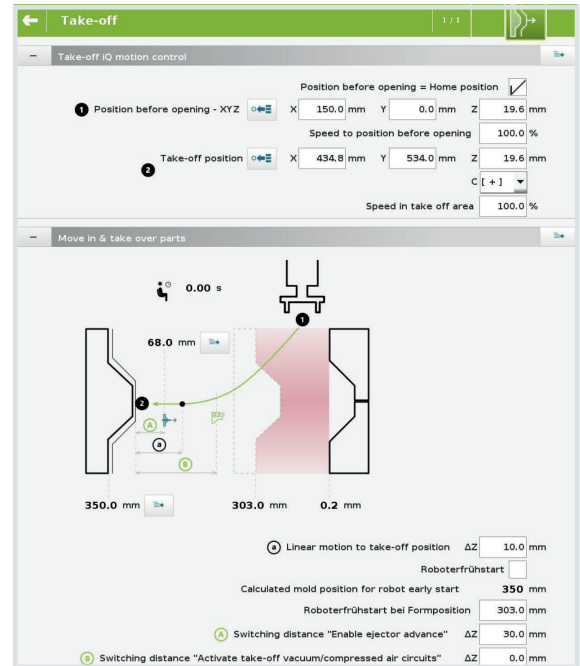 Take-off
1 / 1
Take-off iQ motion control
Position before opening = Home position
1 Position before opening - XYZ X 150.0 mm Y 0.0 mm Z 19.6 mm
Speed to position before opening 100.0 %
2 Take-off position X 434.8 mm Y 534.0 mm Z 19.6 mm
C [ + ]
Speed in take off area 100.0 %
Move in & take over parts
0.00 s
1
68.0 mm
2
A
a
B
350.0 mm 303.0 mm 0.2 mm
a Linear motion to take-off position ΔZ 10.0 mm
Roboterfrühstart
Calculated mold position for robot early start 350 mm
Roboterfrühstart bei Formposition 303.0 mm
A Switching distance "Enable ejector advance" ΔZ 30.0 mm
B Switching distance "Activate take-off vacuum/compressed air circuits" ΔZ 0.0 mm